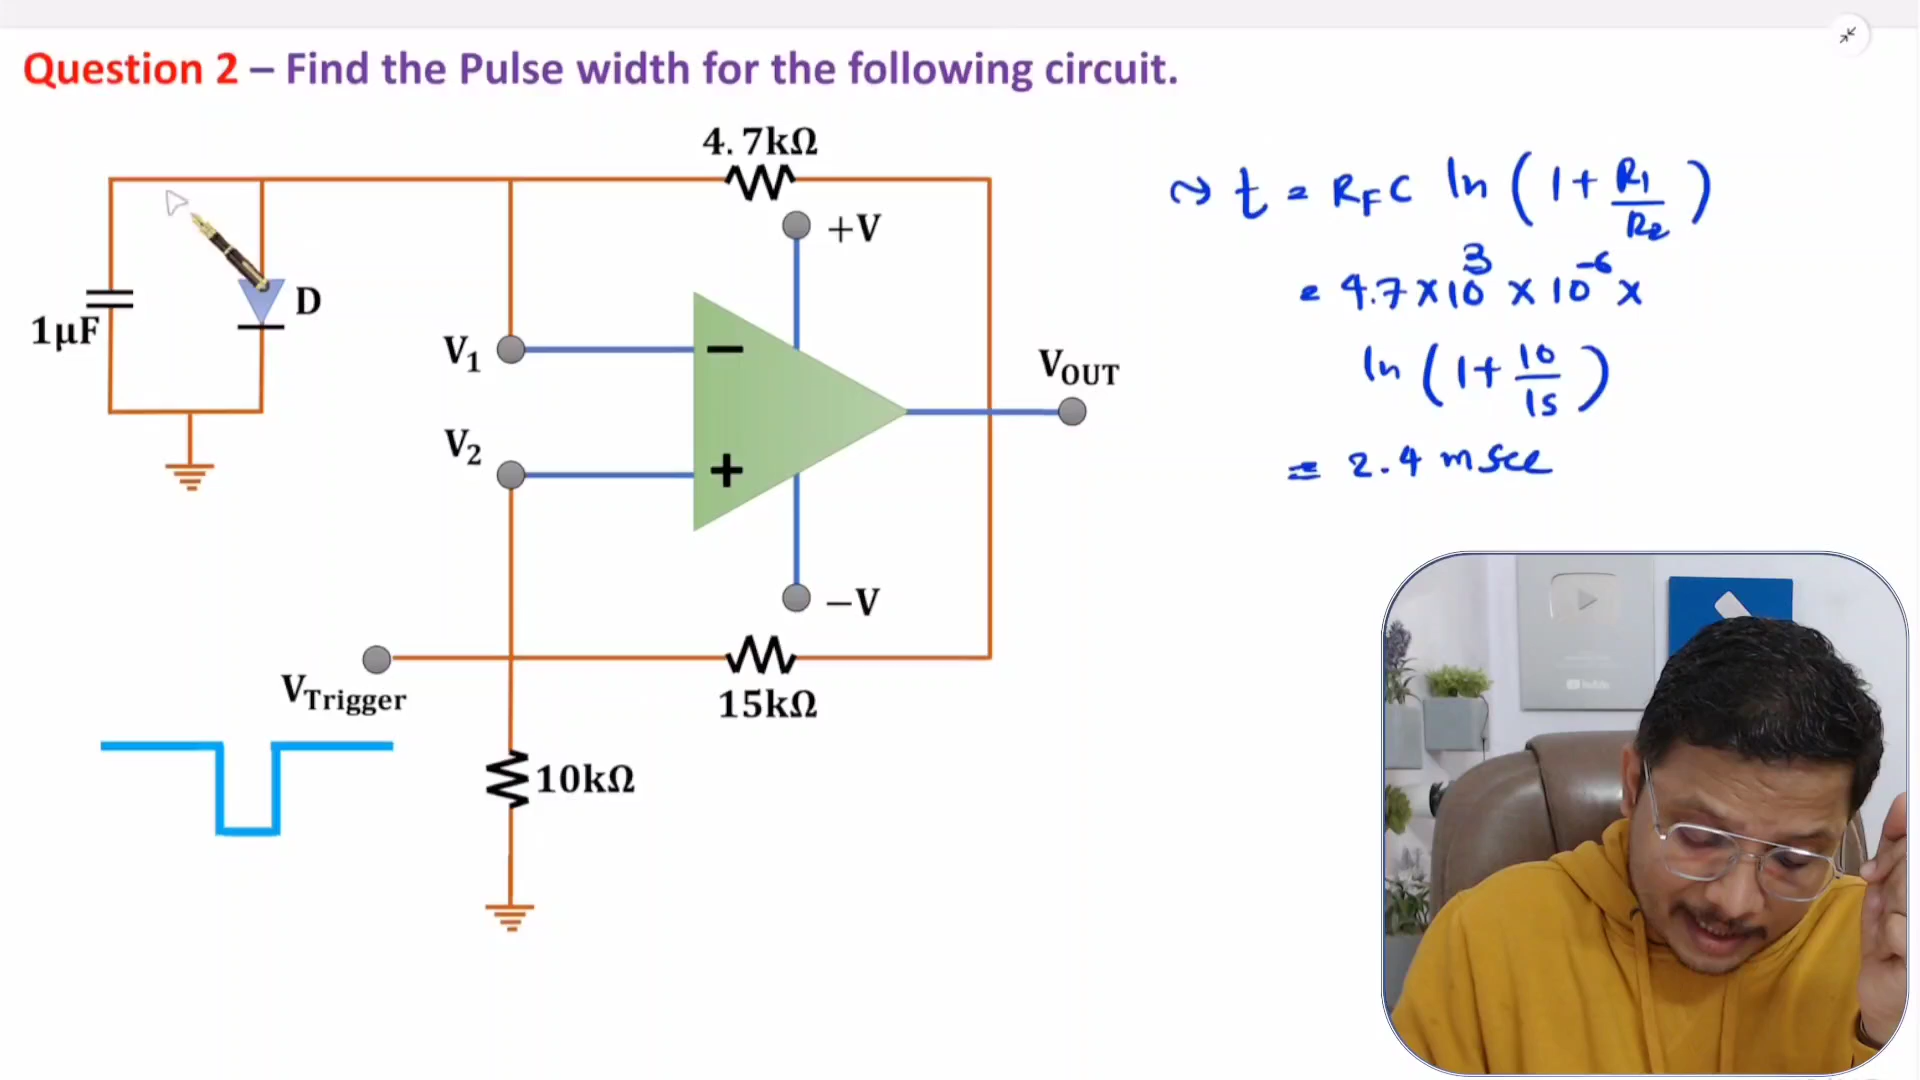 Question 2 – Find the Pulse width for the following circuit.
4.7kΩ
+V
1μF
D
V1
V2
− 
+
VOUT
−V
VTrigger
15kΩ
10kΩ
t = RFC ln (1+ R1/R2)
= 4.7×10^3 × 10^-6 ×
ln (1+ 10/15)
= 2.4 msec